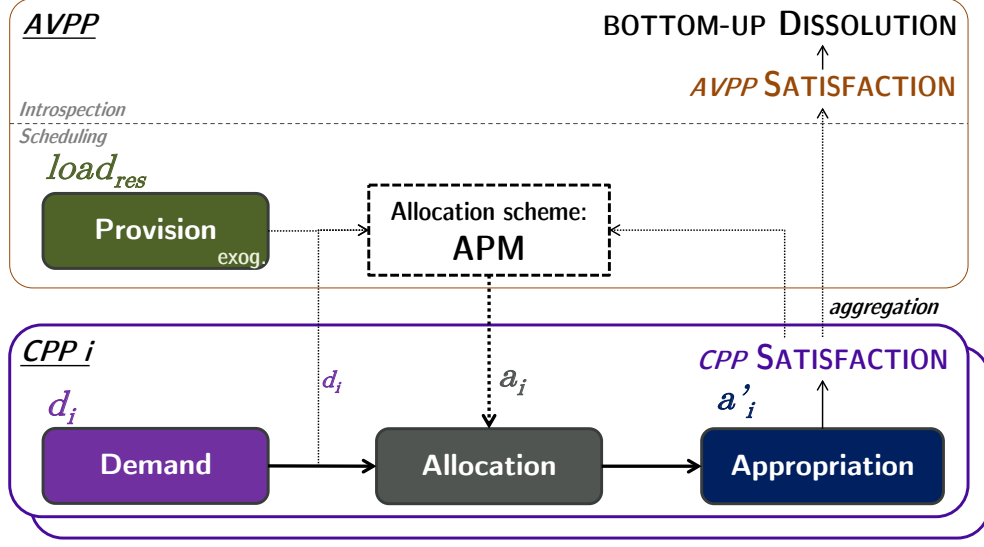 AVPP
BOTTOM-UP DISSOLUTION
AVPP SATISFACTION
Introspection
Scheduling
load_res
Provision
exog.
Allocation scheme:
APM
aggregation
CPP i
CPP SATISFACTION
d_i
d_i
a_i
a'_i
Demand
Allocation
Appropriation